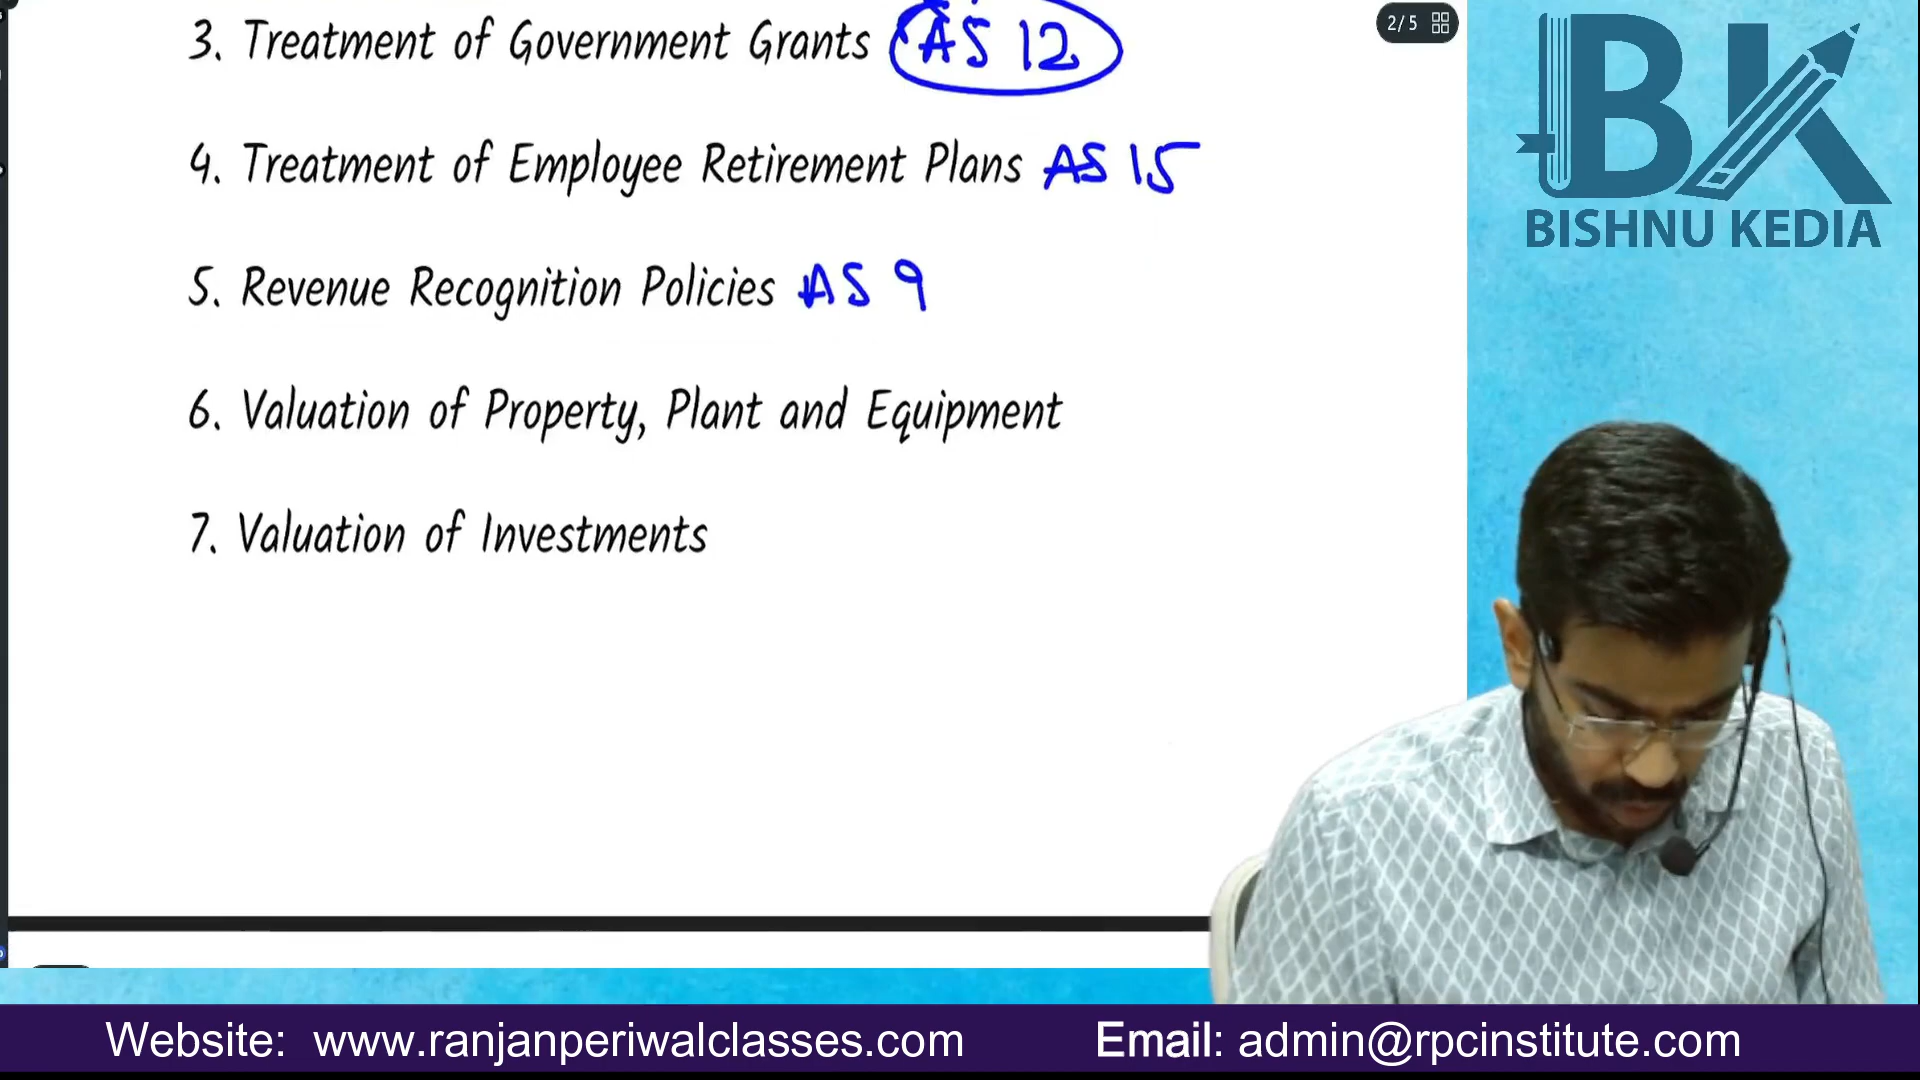 3. Treatment of Government Grants AS 12
2/5
4. Treatment of Employee Retirement Plans AS 15
5. Revenue Recognition Policies AS 9
6. Valuation of Property, Plant and Equipment
7. Valuation of Investments
BK
BISHNU KEDIA
Website: www.ranjanperiwalclasses.com Email: admin@rpcinstitute.com